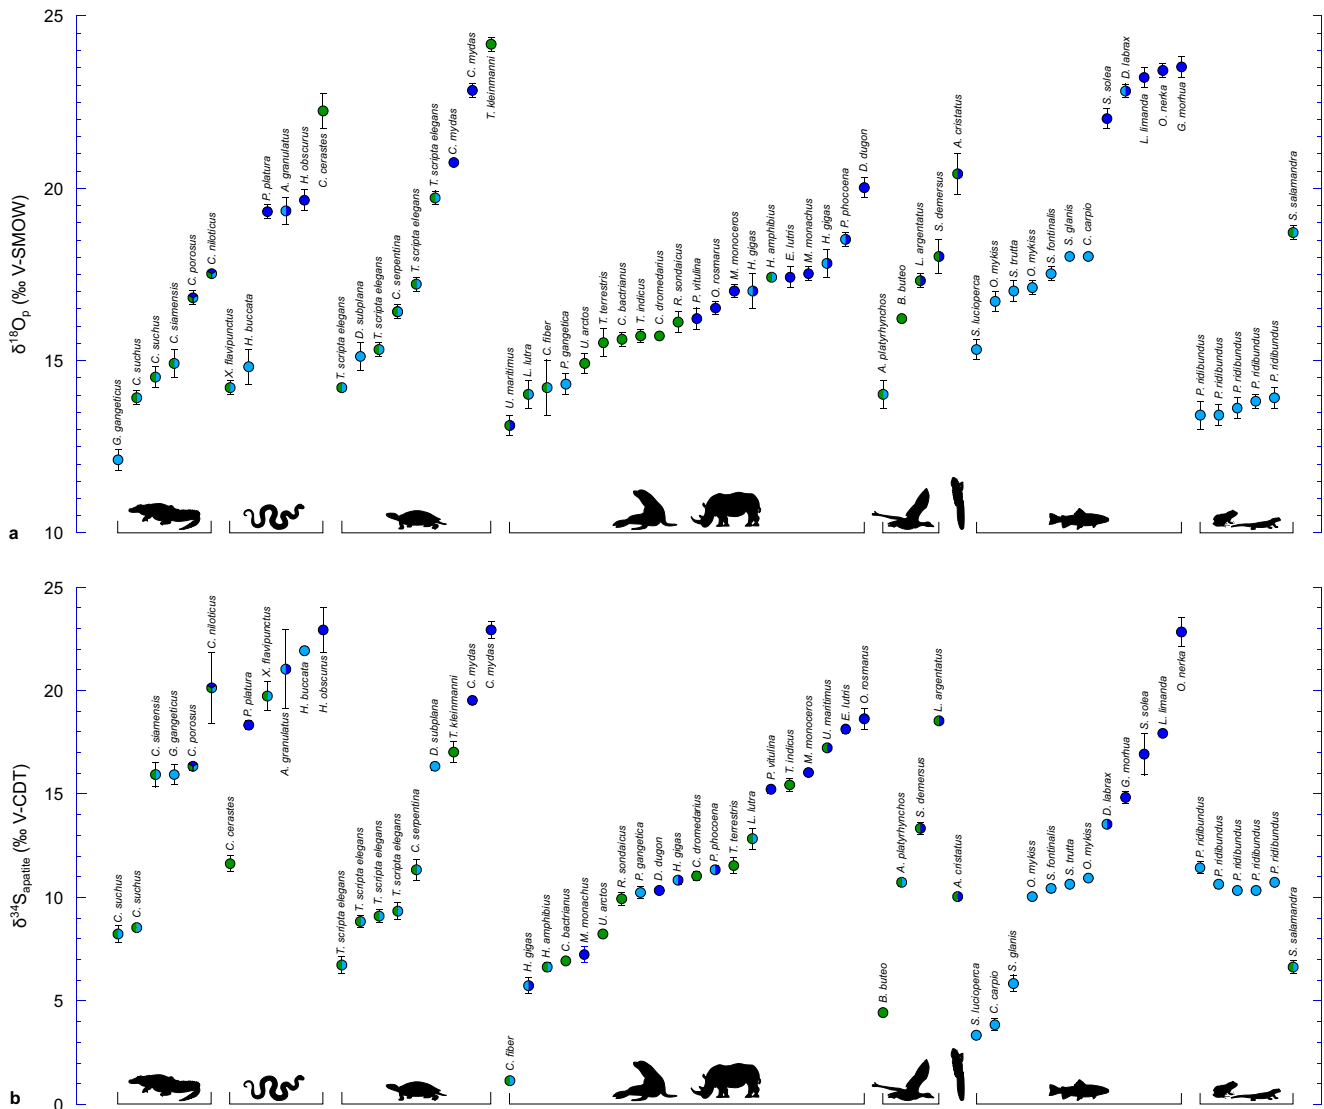 25
20
15
10
δ18Op (‰ V-SMOW)
a
G. gangeticus
C. suchus
C. suchus
C. siamensis
C. porosus
C. niloticus
X. flavipunctus
H. buccata
P. platura
A. granulatus
H. obscurus
C. cerastes
T. scripta elegans
D. subplana
T. scripta elegans
C. serpentina
T. scripta elegans
T. scripta elegans
C. mydas
C. mydas
T. kleinmanni
U. maritimus
L. lutra
C. fiber
P. gangetica
U. arctos
T. terrestris
C. bactrianus
T. indicus
C. dromedarius
R. sondaicus
P. vitulina
O. rosmarus
M. monoceros
H. gigas
H. amphibius
E. lutris
M. monachus
H. gigas
P. phocoena
D. dugon
A. platyrhynchos
B. buteo
L. argentatus
S. demersus
A. cristatus
S. lucioperca
O. mykiss
S. trutta
O. mykiss
S. fontinalis
S. glanis
C. carpio
S. solea
D. labrax
L. limanda
O. nerka
G. morhua
P. ridibundus
P. ridibundus
P. ridibundus
P. ridibundus
P. ridibundus
S. salamandra
25
20
15
10
5
0
δ34Sapatite (‰ V-CDT)
b
C. suchus
C. suchus
C. siamensis
G. gangeticus
C. porosus
C. niloticus
C. cerastes
P. platura
X. flavipunctus
A. granulatus
H. buccata
H. obscurus
T. scripta elegans
T. scripta elegans
T. scripta elegans
T. scripta elegans
C. serpentina
D. subplana
T. kleinmanni
C. mydas
C. mydas
C. fiber
H. gigas
H. amphibius
C. bactrianus
M. monachus
U. arctos
R. sondaicus
P. gangetica
D. dugon
H. gigas
C. dromedarius
P. phocoena
T. terrestris
L. lutra
P. vitulina
T. indicus
M. monoceros
U. maritimus
E. lutris
O. rosmarus
B. buteo
A. platyrhynchos
S. demersus
L. argentatus
A. cristatus
S. lucioperca
C. carpio
S. glanis
O. mykiss
S. fontinalis
S. trutta
O. mykiss
D. labrax
G. morhua
S. solea
L. limanda
O. nerka
P. ridibundus
P. ridibundus
P. ridibundus
P. ridibundus
P. ridibundus
S. salamandra